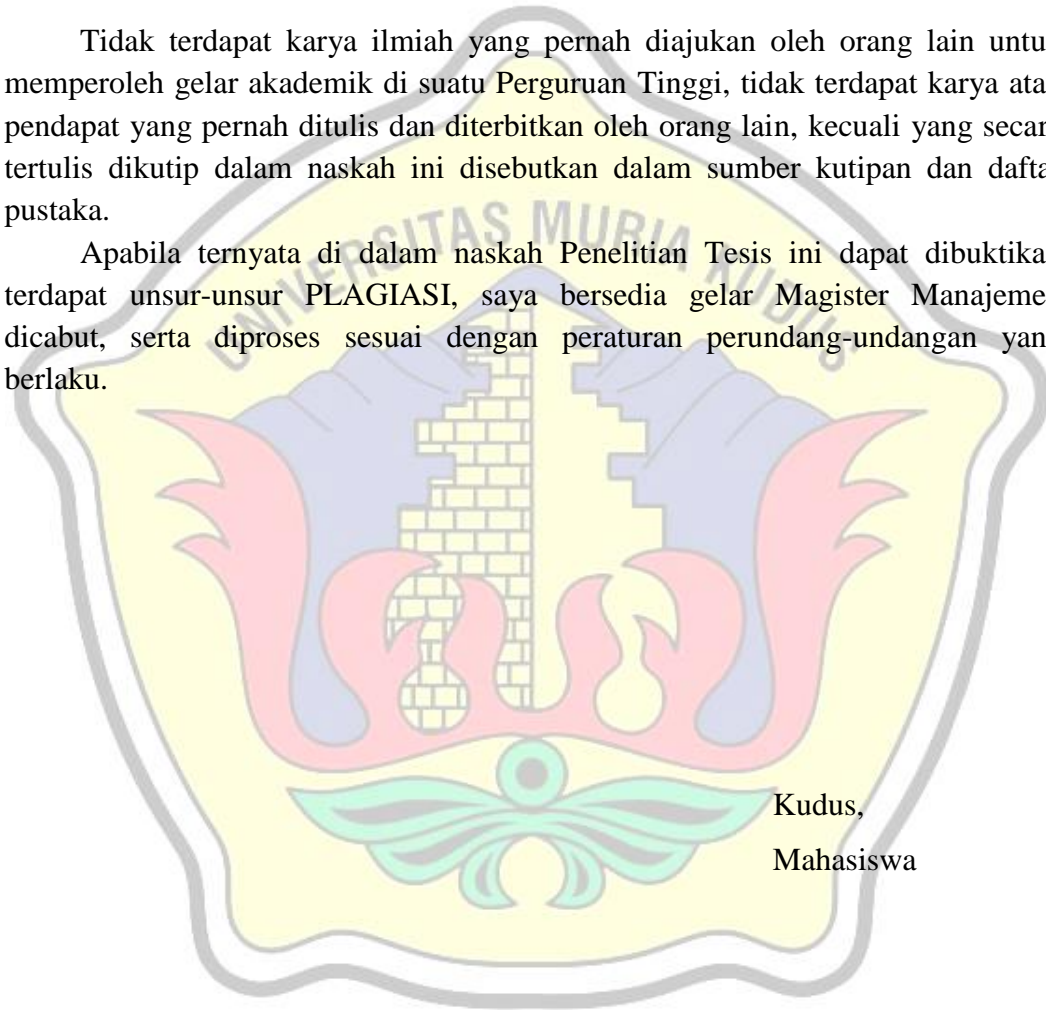 Tidak terdapat karya ilmiah yang pernah diajukan oleh orang lain untu
memperoleh gelar akademik di suatu Perguruan Tinggi, tidak terdapat karya ata
pendapat yang pernah ditulis dan diterbitkan oleh orang lain, kecuali yang secar
tertulis dikutip dalam naskah ini disebutkan dalam sumber kutipan dan dafta
pustaka.
UNIVERSITAS MURIA KUDUS
Apabila ternyata di dalam naskah Penelitian Tesis ini dapat dibuktika
terdapat unsur-unsur PLAGIASI, saya bersedia gelar Magister Manajeme
dicabut, serta diproses sesuai dengan peraturan perundang-undangan yan
berlaku.
Kudus,
Mahasiswa